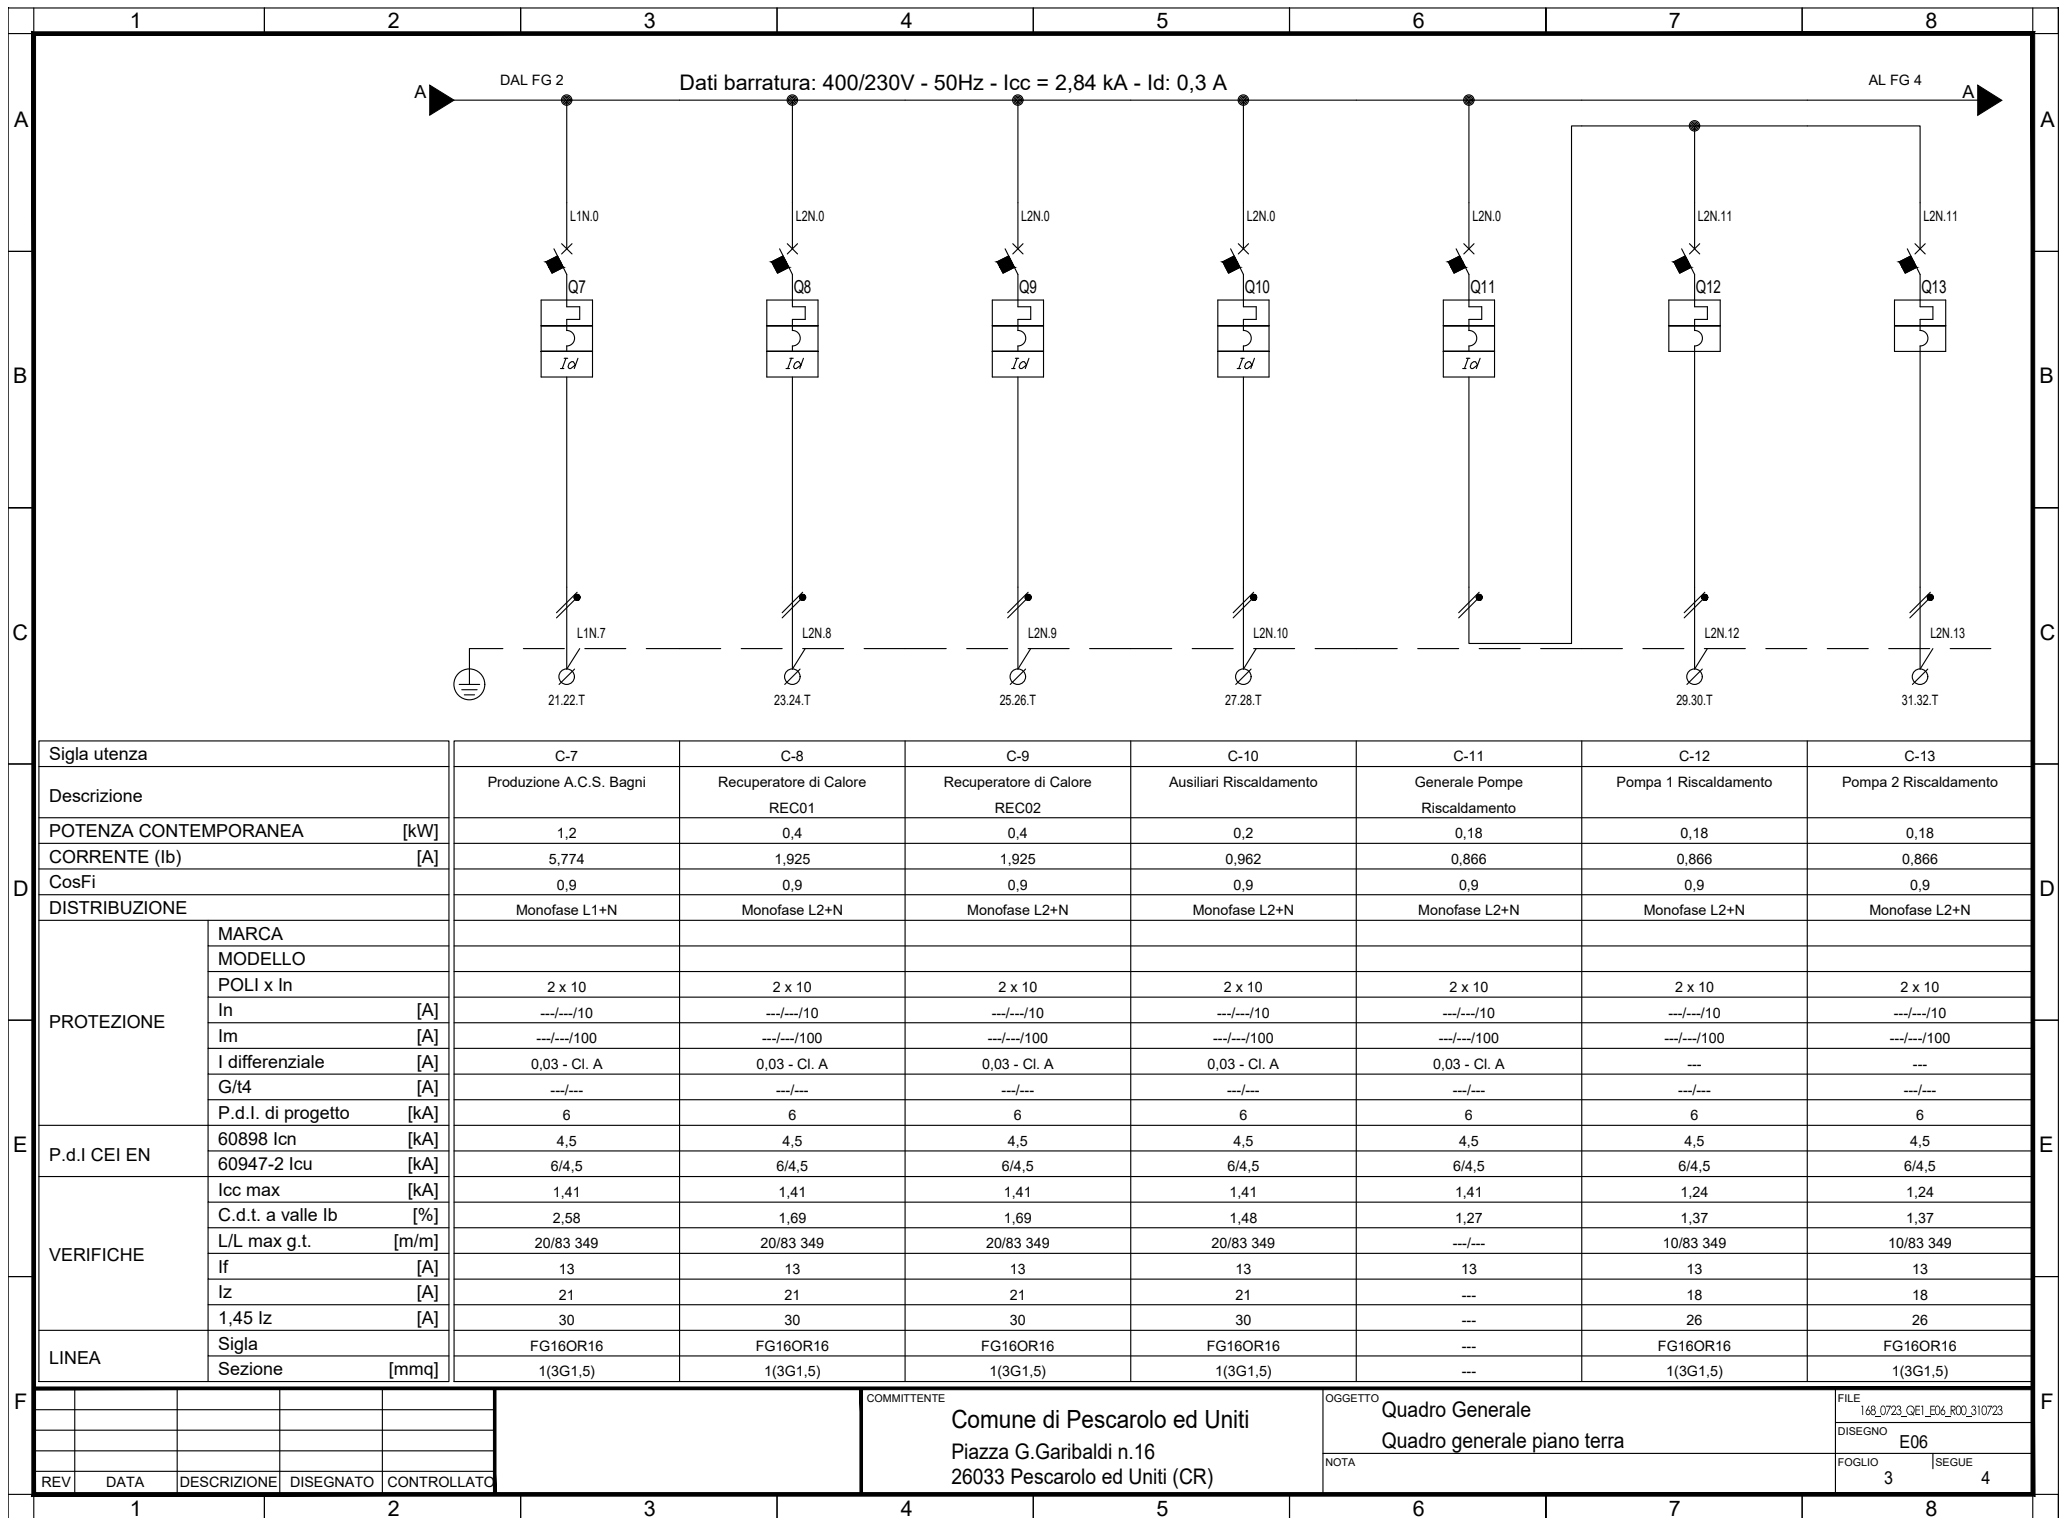 1 2 3 4 5 6 7 8
DAL FG 2 Dati barratura: 400/230V - 50Hz - Icc = 2,84 kA - Id: 0,3 A AL FG 4
A A
A A
L1N.0 L2N.0 L2N.0 L2N.0 L2N.0 L2N.11 L2N.11
Q7 Q8 Q9 Q10 Q11 Q12 Q13
Id Id Id Id Id
B B
C C
L1N.7 L2N.8 L2N.9 L2N.10 L2N.12 L2N.13
21.22.T 23.24.T 25.26.T 27.28.T 29.30.T 31.32.T
Sigla utenza C-7 C-8 C-9 C-10 C-11 C-12 C-13
Descrizione Produzione A.C.S. Bagni Recuperatore di Calore REC01 Recuperatore di Calore REC02 Ausiliari Riscaldamento Generale Pompe Riscaldamento Pompa 1 Riscaldamento Pompa 2 Riscaldamento
POTENZA CONTEMPORANEA [kW] 1,2 0,4 0,4 0,2 0,18 0,18 0,18
CORRENTE (Ib) [A] 5,774 1,925 1,925 0,962 0,866 0,866 0,866
CosFi 0,9 0,9 0,9 0,9 0,9 0,9 0,9
D D
DISTRIBUZIONE Monofase L1+N Monofase L2+N Monofase L2+N Monofase L2+N Monofase L2+N Monofase L2+N Monofase L2+N
PROTEZIONE
MARCA
MODELLO
POLI x In 2 x 10 2 x 10 2 x 10 2 x 10 2 x 10 2 x 10 2 x 10
In [A] ---/---/10 ---/---/10 ---/---/10 ---/---/10 ---/---/10 ---/---/10 ---/---/10
Im [A] ---/---/100 ---/---/100 ---/---/100 ---/---/100 ---/---/100 ---/---/100 ---/---/100
I differenziale [A] 0,03 - Cl. A 0,03 - Cl. A 0,03 - Cl. A 0,03 - Cl. A 0,03 - Cl. A --- ---
G/t4 [A] ---/--- ---/--- ---/--- ---/--- ---/--- ---/--- ---/---
P.d.I. di progetto [kA] 6 6 6 6 6 6 6
E E
P.d.I CEI EN
60898 Icn [kA] 4,5 4,5 4,5 4,5 4,5 4,5 4,5
60947-2 Icu [kA] 6/4,5 6/4,5 6/4,5 6/4,5 6/4,5 6/4,5 6/4,5
VERIFICHE
Icc max [kA] 1,41 1,41 1,41 1,41 1,41 1,24 1,24
C.d.t. a valle Ib [%] 2,58 1,69 1,69 1,48 1,27 1,37 1,37
L/L max g.t. [m/m] 20/83 349 20/83 349 20/83 349 20/83 349 ---/--- 10/83 349 10/83 349
If [A] 13 13 13 13 13 13 13
Iz [A] 21 21 21 21 --- 18 18
1,45 Iz [A] 30 30 30 30 --- 26 26
LINEA
Sigla FG16OR16 FG16OR16 FG16OR16 FG16OR16 --- FG16OR16 FG16OR16
Sezione [mmq] 1(3G1,5) 1(3G1,5) 1(3G1,5) 1(3G1,5) --- 1(3G1,5) 1(3G1,5)
F F
REV DATA DESCRIZIONE DISEGNATO CONTROLLATO
COMMITTENTE
Comune di Pescarolo ed Uniti
Piazza G.Garibaldi n.16
26033 Pescarolo ed Uniti (CR)
OGGETTO Quadro Generale
Quadro generale piano terra
NOTA
FILE
168_0723_QE1_E06_R00_310723
DISEGNO E06
FOGLIO 3 SEGUE 4
1 2 3 4 5 6 7 8